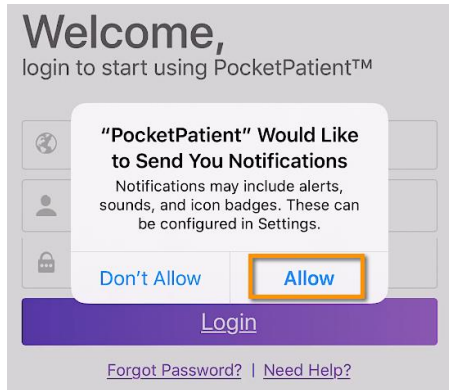 Welcome,
login to start using PocketPatient™
“PocketPatient” Would Like
to Send You Notifications
Notifications may include alerts,
sounds, and icon badges. These can
be configured in Settings.
Don’t Allow Allow
Login
Forgot Password? | Need Help?